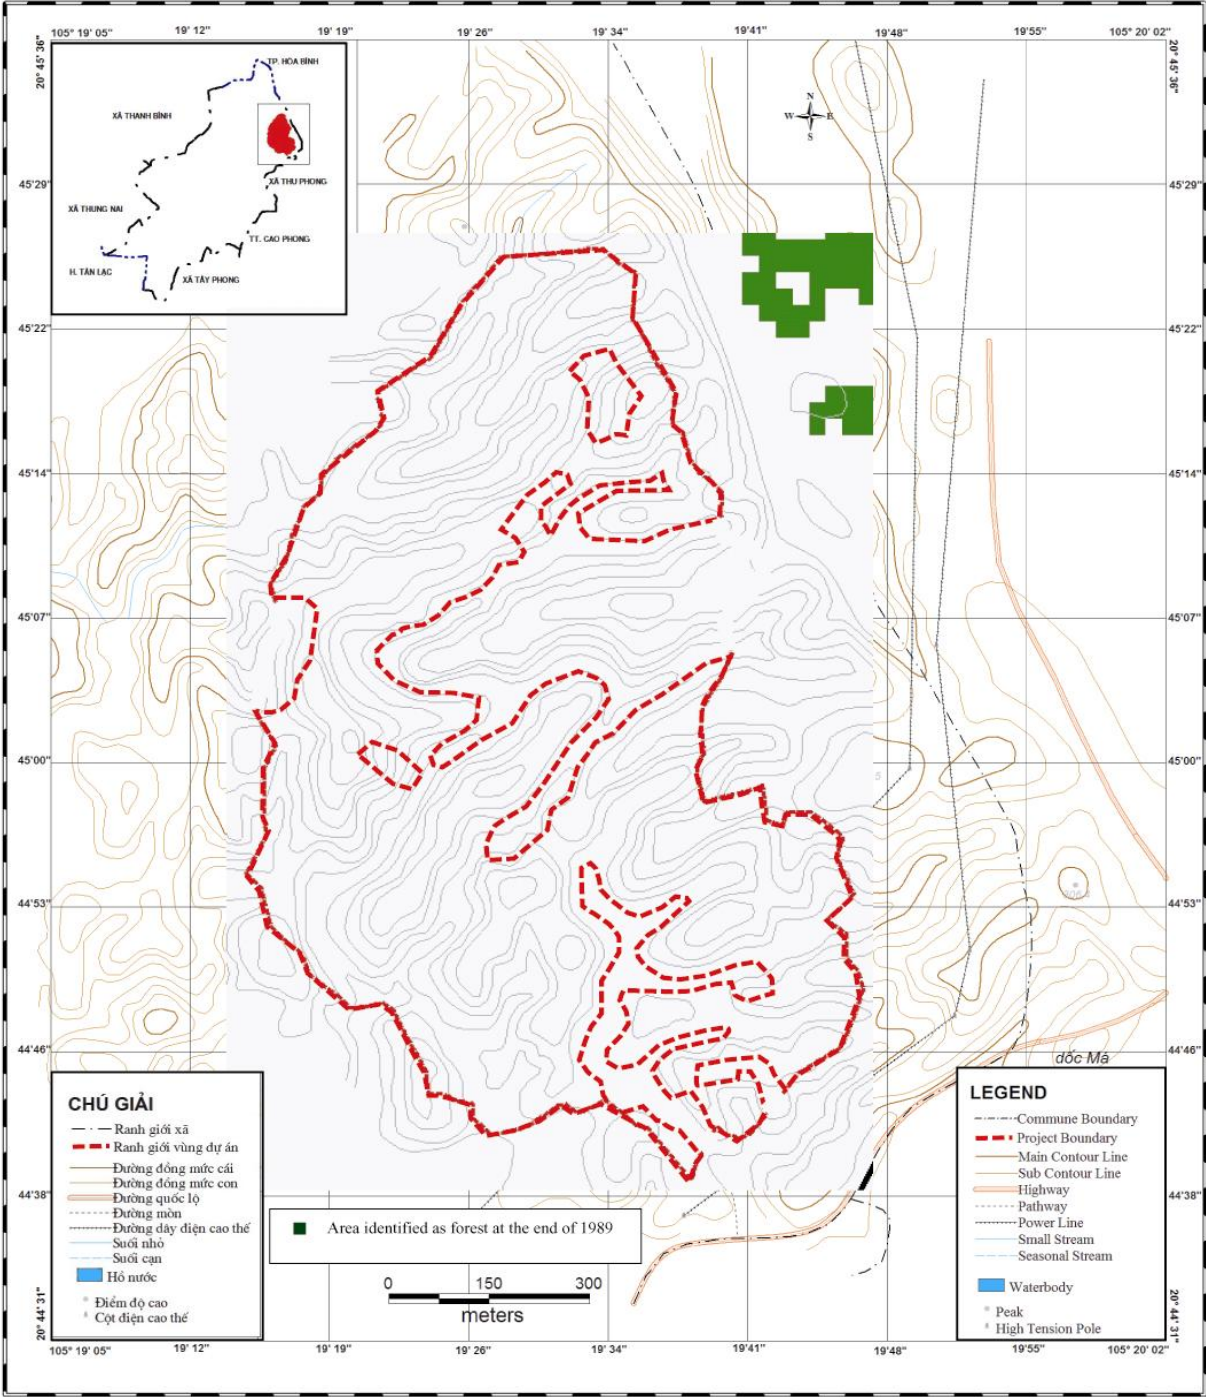 105° 19' 05"
19' 12"
19' 19"
19' 26"
19' 34"
19'41"
19'48"
19'55"
105° 20' 02"
20° 45' 36"
20° 45' 36"
TP. HÒA BÌNH
XÃ THANH BÌNH
XÃ THU PHONG
XÃ THUNG NAI
TT. CAO PHONG
H. TÂN LẠC
XÃ TÂY PHONG
N
W
E
S
45'29"
45'29"
45'22"
45'22"
45'14"
45'14"
45'07"
45'07"
45'00"
45'00"
44'53"
44'53"
44'46"
44'46"
dốc Má
44'38"
44'38"
20° 44' 31"
20° 44' 31"
CHÚ GIẢI
Ranh giới xã
Ranh giới vùng dự án
Đường đồng mức cái
Đường đồng mức con
Đường quốc lộ
Đường mòn
Đường dây điện cao thế
Suối nhỏ
Suối cạn
Hồ nước
Điểm độ cao
Cột điện cao thế
Area identified as forest at the end of 1989
0 150 300
meters
LEGEND
Commune Boundary
Project Boundary
Main Contour Line
Sub Contour Line
Highway
Pathway
Power Line
Small Stream
Seasonal Stream
Waterbody
Peak
High Tension Pole
105° 19' 05"
19' 12"
19'19"
19'26"
19' 34"
19'41"
19'48"
19'55"
105° 20' 02"